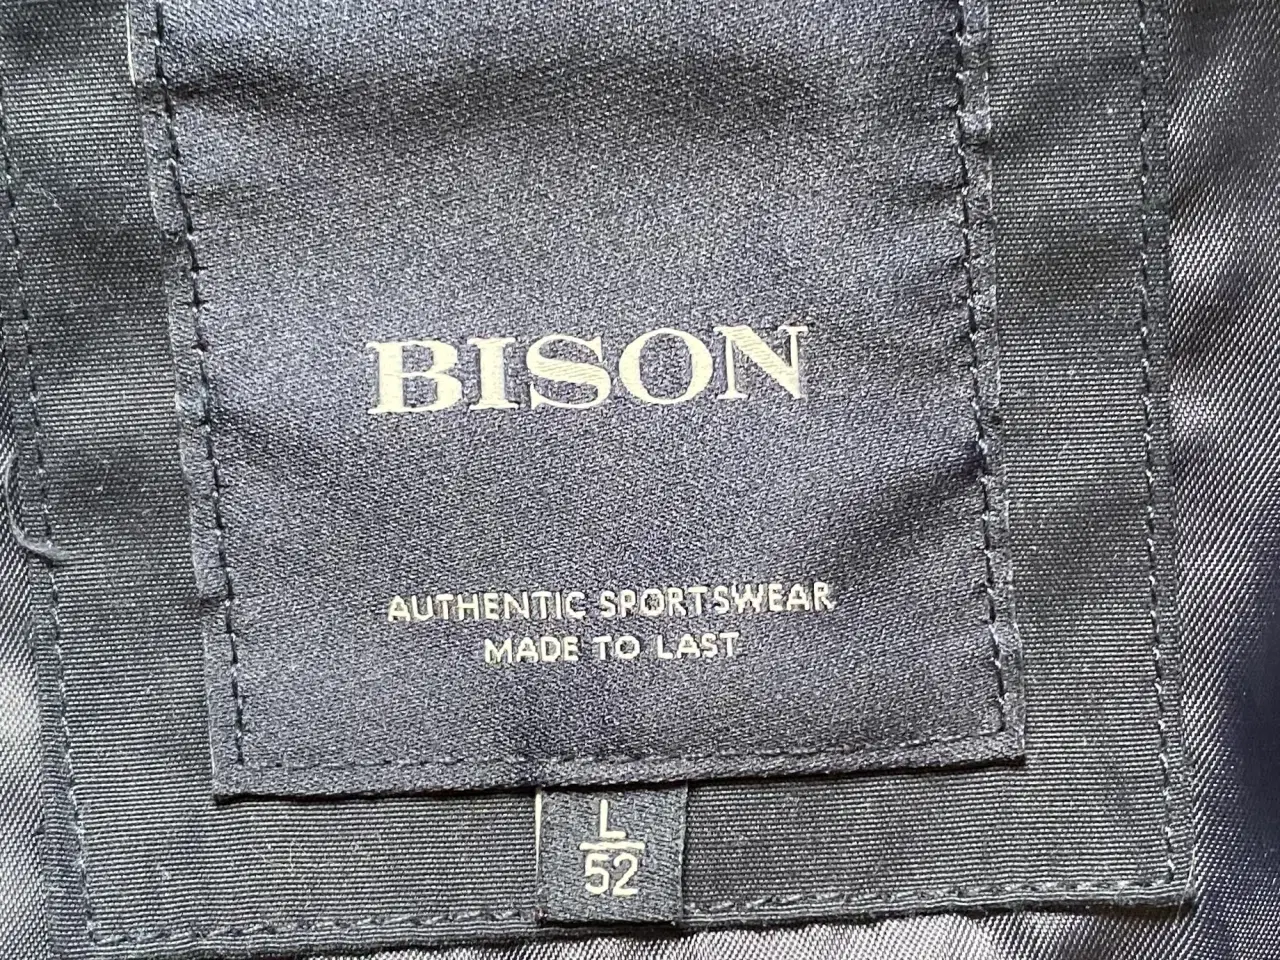 BISON
AUTHENTIC SPORTSWEAR
MADE TO LAST
L
52